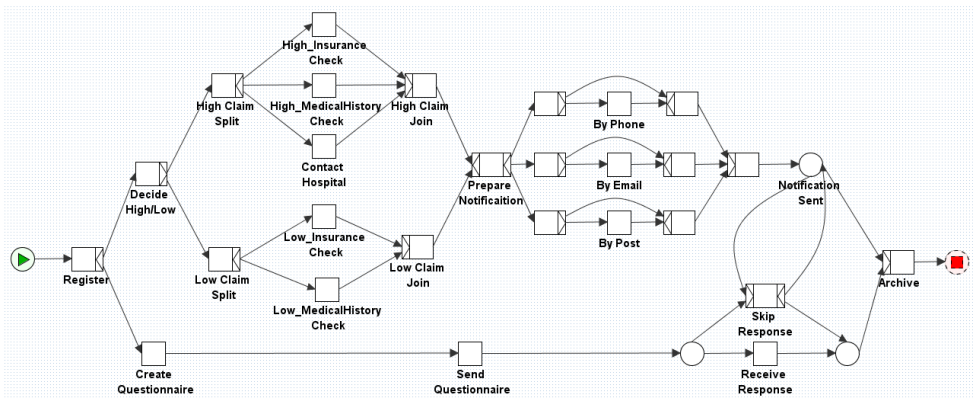 High_Insurance
Check
High Claim
Split
High_MedicalHistory
Check
High Claim
Join
Contact
Hospital
By Phone
By Email
By Post
Prepare
Notificaition
Notification
Sent
Decide
High/Low
Low_Insurance
Check
Low Claim
Split
Low Claim
Join
Low_MedicalHistory
Check
Register
Archive
Skip
Response
Create
Questionnaire
Send
Questionnaire
Receive
Response